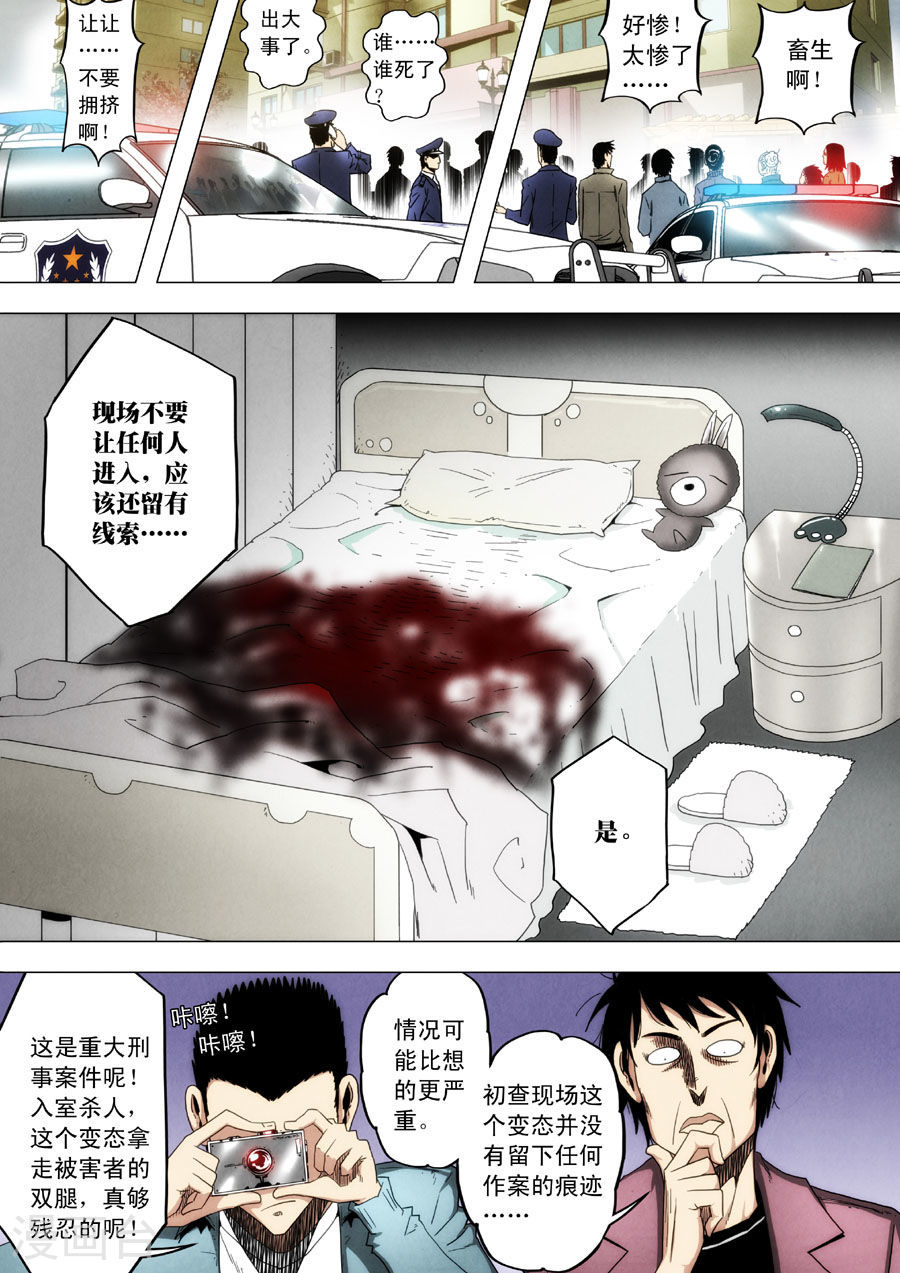 让让
……
不要
拥挤
啊！
出大
事了。
谁……
谁死了
？
好惨！
太惨了
……
畜生
啊！
现场不要
让任何人
进入，应
该还留有
线索……
是。
这是重大刑
事案件呢！
入室杀人，
这个变态拿
走被害者的
双腿，真够
残忍的呢！
咔嚓！
咔嚓！
情况可
能比想
的更严
重。
初查现场这
个变态并没
有留下任何
作案的痕迹
……
漫画台